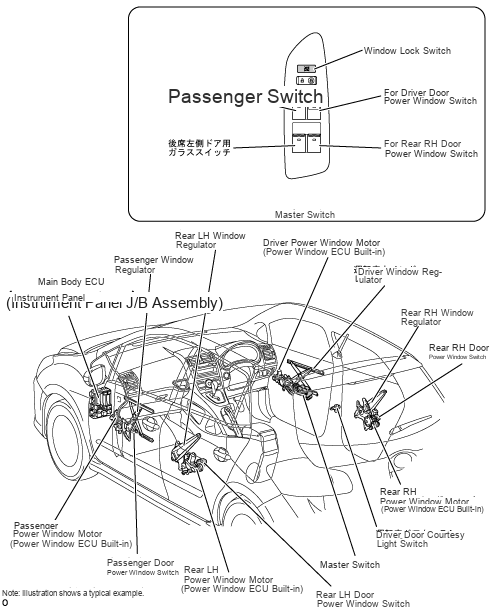 Window Lock Switch
Passenger Switch
For Driver Door
Power Window Switch
後席左側ドア用
ガラススイッチ
For Rear RH Door
Power Window Switch
Master Switch
Rear LH Window
Regulator
Driver Power Window Motor
(Power Window ECU Built-in)
Passenger Window
Regulator
Driver Window Reg-
ulator
Main Body ECU
Instrument Panel
(Instrument Panel J/B Assembly)
Rear RH Window
Regulator
Rear RH Door
Power Window Switch
Rear RH
Power Window Motor
(Power Window ECU Built-in)
Passenger
Power Window Motor
(Power Window ECU Built-in)
Driver Door Courtesy
Light Switch
Passenger Door
Power Window Switch
Master Switch
Rear LH
Power Window Motor
(Power Window ECU Built-in)
Rear LH Door
Power Window Switch
Note: Illustration shows a typical example.
o